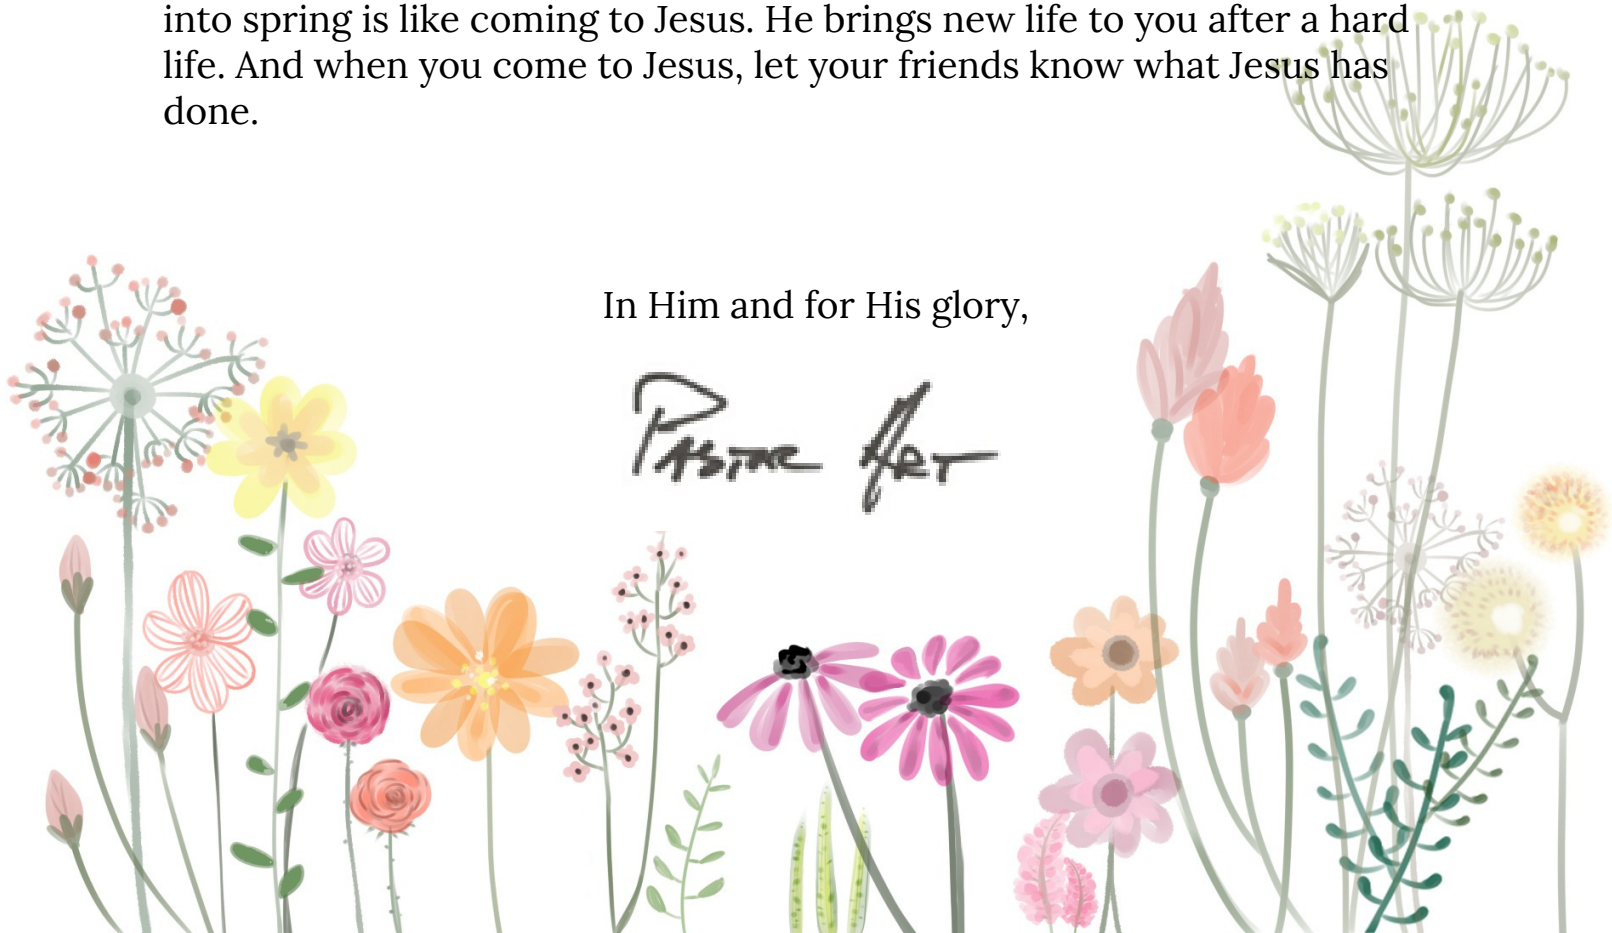 into spring is like coming to Jesus. He brings new life to you after a hard
life. And when you come to Jesus, let your friends know what Jesus has
done.
In Him and for His glory,
Pastor Art